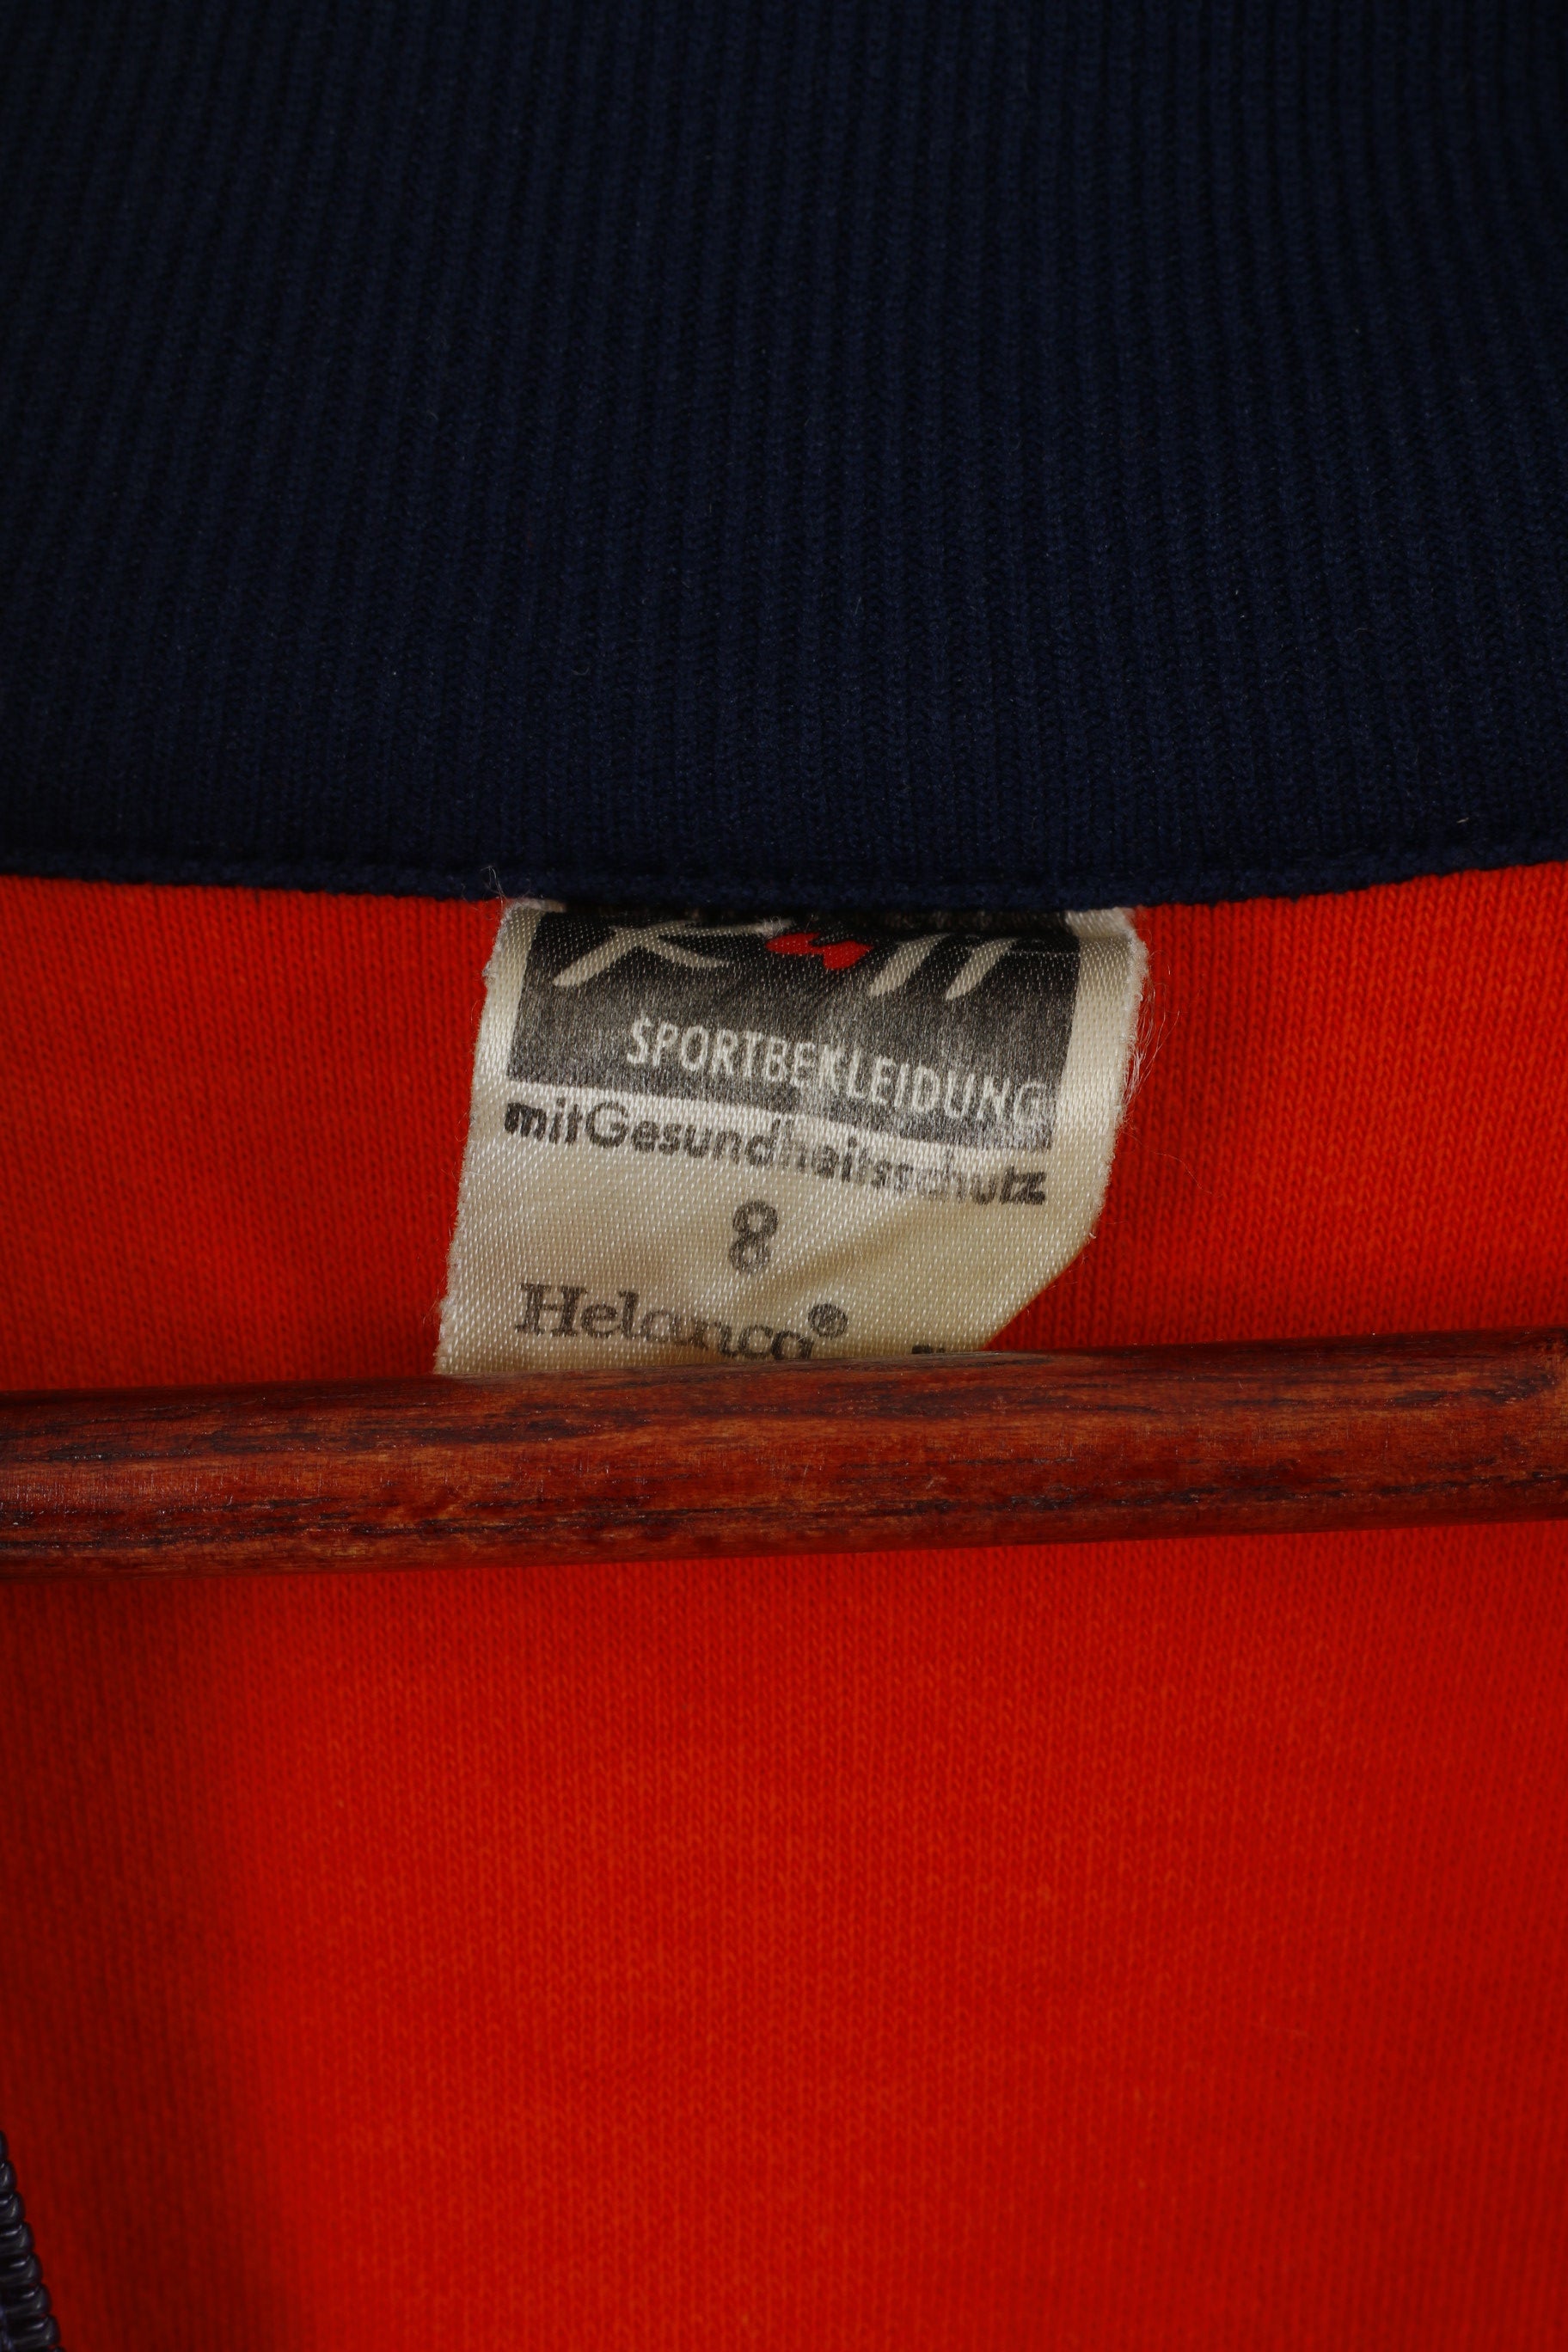 SPORTBEKLEIDUNG
mitGesundheitsschutz
8
Helanca®